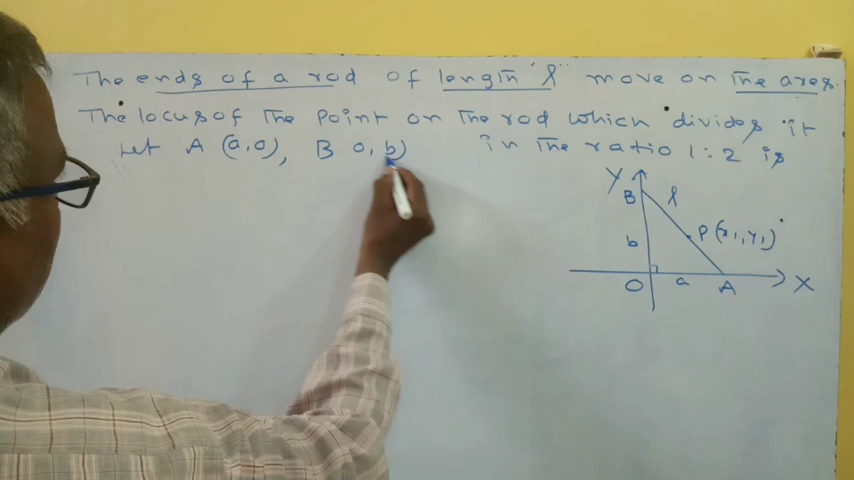 The ends of a rod of length "l" move on the axes.
The locus of the point on the rod which divides it
in the ratio 1:2 is
Let A (a,0), B 0, b)
Y
B
l
b
P(x1, Y1)
O
a
A
X